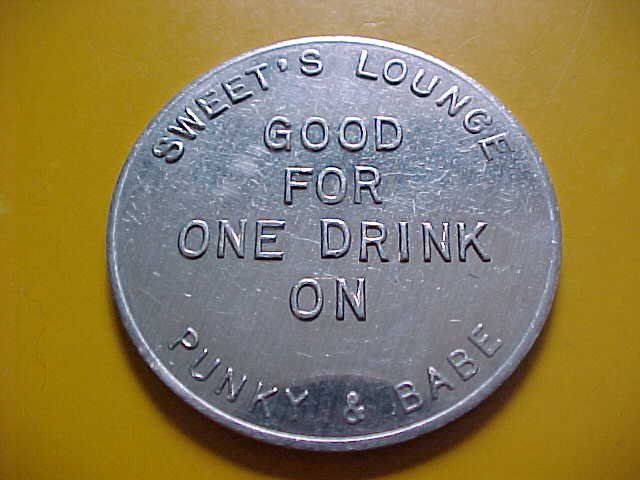 SWEET'S LOUNGE
GOOD
FOR
ONE DRINK
ON
PUNKY & BABE